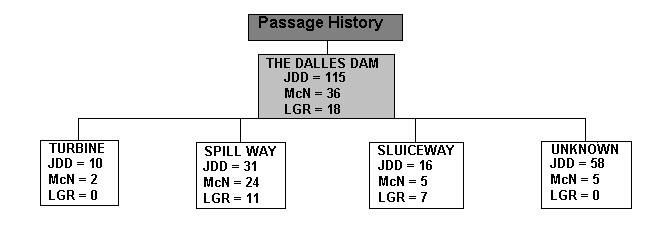 Passage History
THE DALLES DAM
JDD = 115
McN = 36
LGR = 18
TURBINE
JDD = 10
McN = 2
LGR = 0
SPILL WAY
JDD = 31
McN = 24
LGR = 11
SLUICEWAY
JDD = 16
McN = 5
LGR = 7
UNKNOWN
JDD = 58
McN = 5
LGR = 0